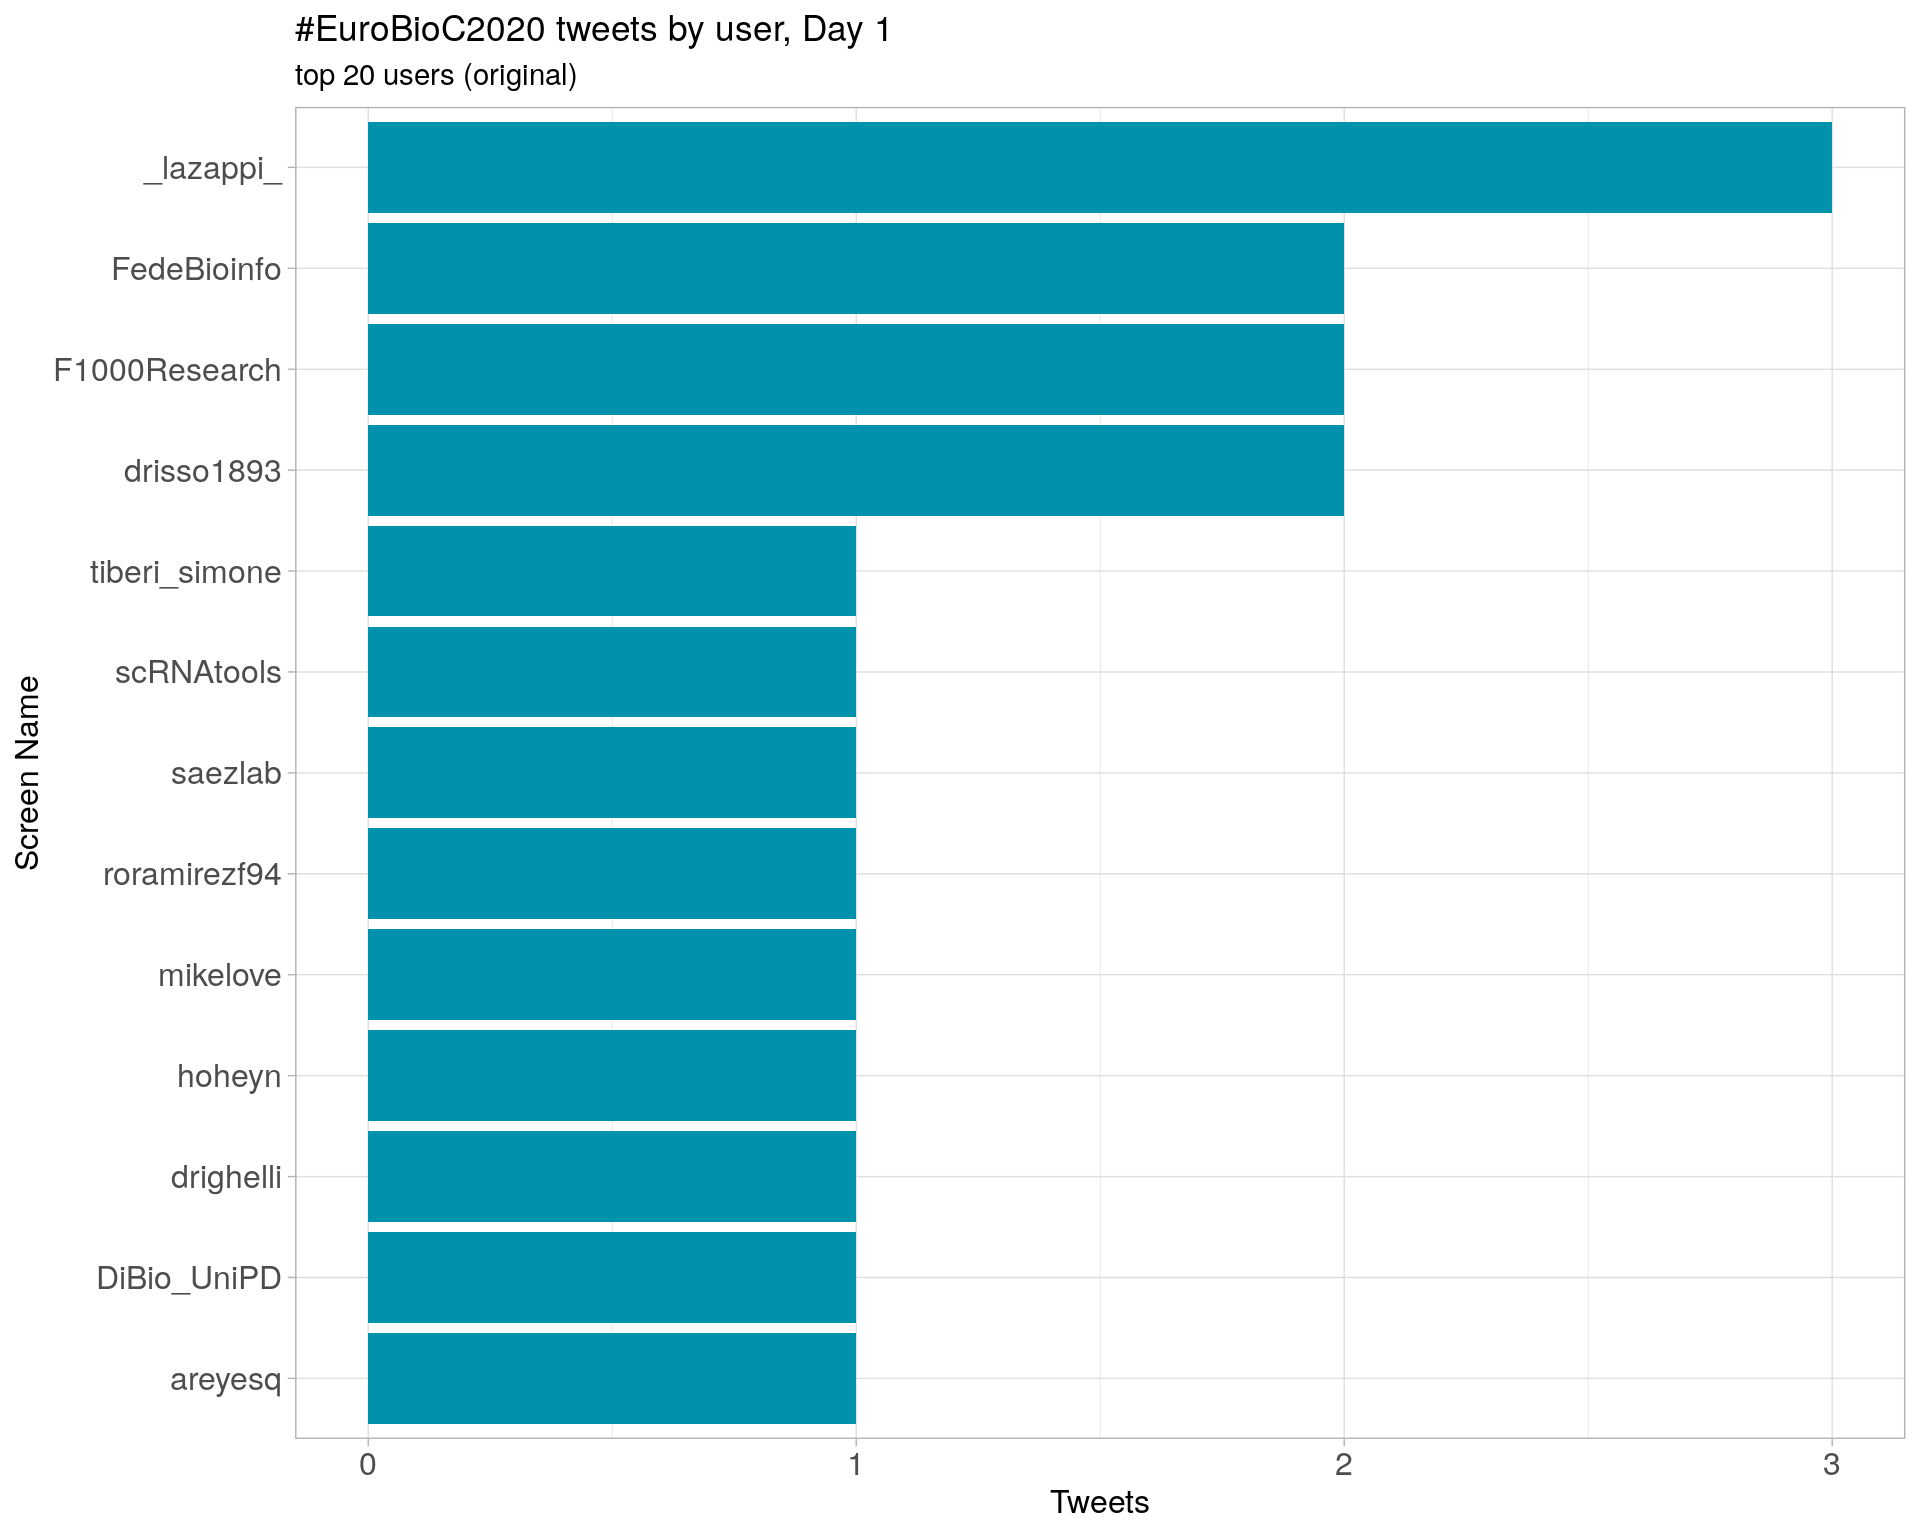 #EuroBioC2020 tweets by user, Day 1
top 20 users (original)
Screen Name
_lazappi_
FedeBioinfo
F1000Research
drisso1893
tiberi_simone
scRNAtools
saezlab
roramirezf94
mikelove
hoheyn
drighelli
DiBio_UniPD
areyesq
0 1 2 3
Tweets